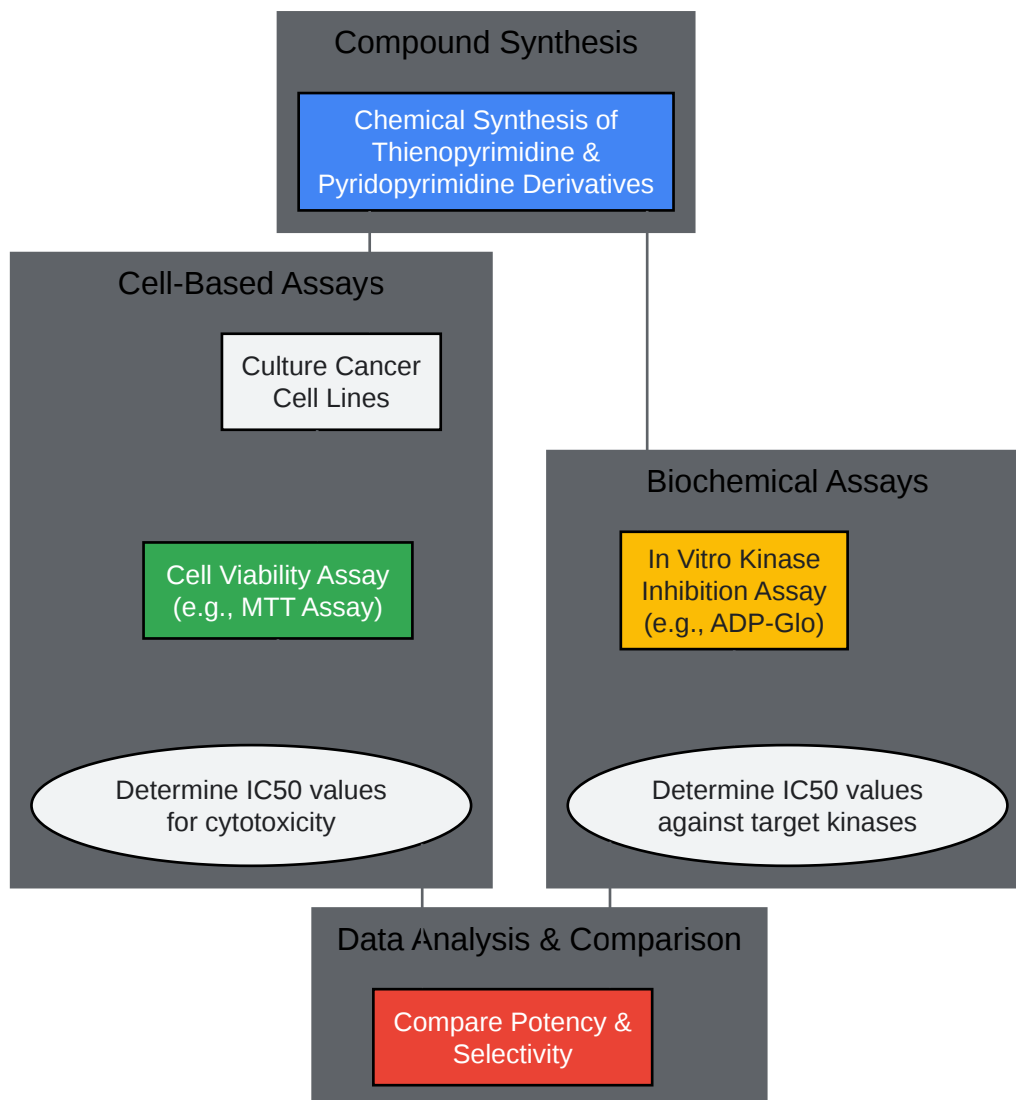 Compound Synthesis
Chemical Synthesis of
Thienopyrimidine &
Pyridopyrimidine Derivatives
Cell-Based Assays
Culture Cancer
Cell Lines
Cell Viability Assay
(e.g., MTT Assay)
Determine IC50 values
for cytotoxicity
Biochemical Assays
In Vitro Kinase
Inhibition Assay
(e.g., ADP-Glo)
Determine IC50 values
against target kinases
Data Analysis & Comparison
Compare Potency &
Selectivity